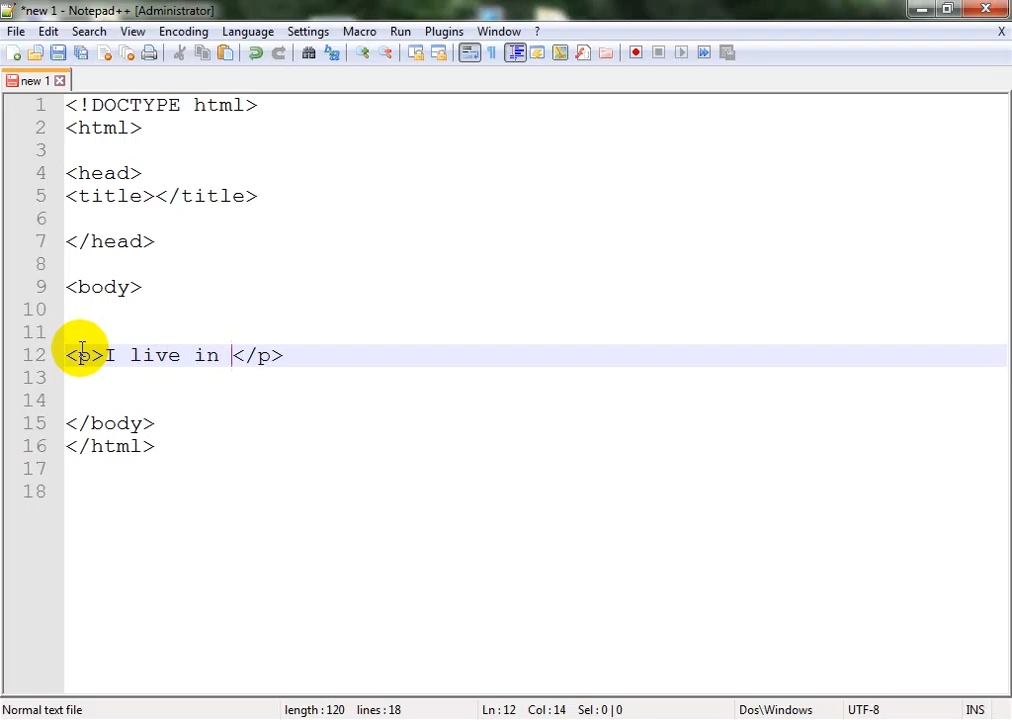 *new 1 - Notepad++ [Administrator]
File Edit Search View Encoding Language Settings Macro Run Plugins Window ? X
new 1
1 <!DOCTYPE html>
2 <html>
3
4 <head>
5 <title></title>
6
7 </head>
8
9 <body>
10
11
12 <p>I live in </p>
13
14
15 </body>
16 </html>
17
18
Normal text file length : 120 lines : 18 Ln : 12 Col : 14 Sel : 0 | 0 Dos\Windows UTF-8 INS